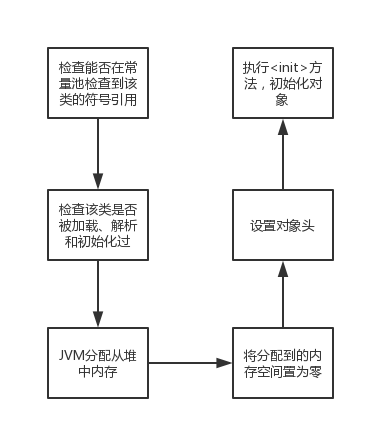 检查能否在常
量池检查到该
类的符号引用
检查该类是否
被加载、解析
和初始化过
JVM分配从堆
中内存
将分配到的内
存空间置为零
设置对象头
执行<init>方
法，初始化对
象